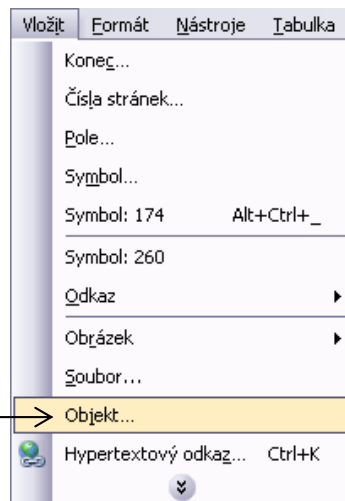 Vložit Formát Nástroje Tabulka
Konec...
Čísla stránek...
Pole...
Symbol...
Symbol: 174 Alt+Ctrl+_
Symbol: 260
Odkaz
Obrázek
Soubor...
Objekt...
Hypertextový odkaz... Ctrl+K